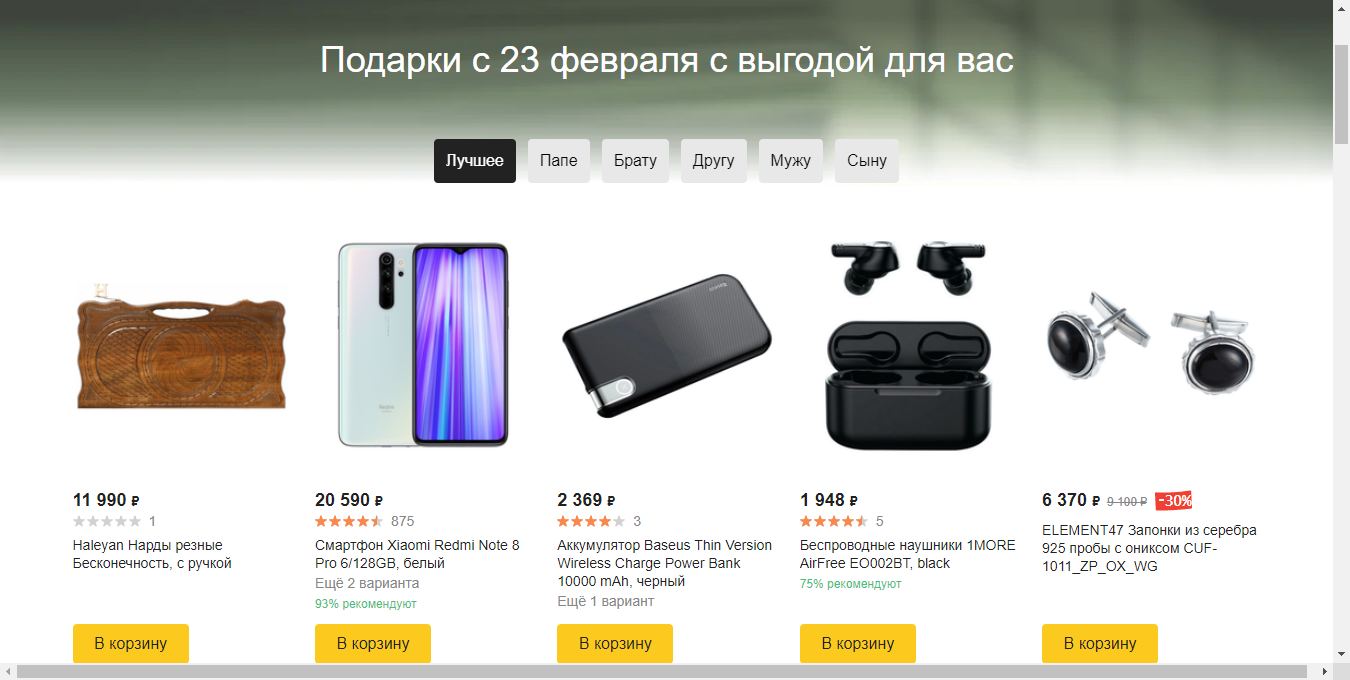 Подарки с 23 февраля с выгодой для вас
Лучшее
Папе
Брату
Другу
Мужу
Сыну
11 990 ₽
1
Haleyan Нарды резные
Бесконечность, с ручкой
В корзину
20 590 ₽
875
Смартфон Xiaomi Redmi Note 8
Pro 6/128GB, белый
Ещё 2 варианта
93% рекомендуют
В корзину
2 369 ₽
3
Аккумулятор Baseus Thin Version
Wireless Charge Power Bank
10000 mAh, черный
Ещё 1 вариант
В корзину
1 948 ₽
5
Беспроводные наушники 1MORE
AirFree EO002BT, black
75% рекомендуют
В корзину
6 370 ₽ 9 100 ₽ -30%
ELEMENT47 Запонки из серебра
925 пробы с ониксом CUF-
1011_ZP_OX_WG
В корзину